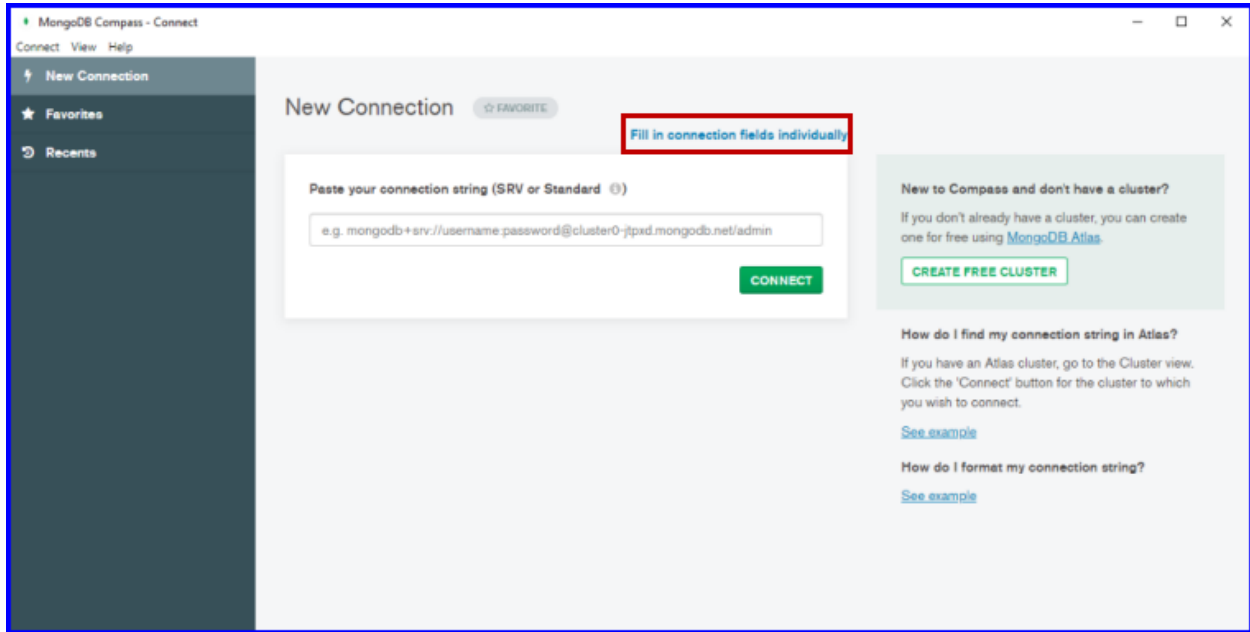 MongoDB Compass - Connect
Connect View Help
New Connection
Favorites
Recents
New Connection
FAVORITE
Fill in connection fields individually
Paste your connection string (SRV or Standard)
e.g. mongodb+srv://username:password@cluster0-jtpxd.mongodb.net/admin
CONNECT
New to Compass and don't have a cluster?
If you don't already have a cluster, you can create
one for free using MongoDB Atlas.
CREATE FREE CLUSTER
How do I find my connection string in Atlas?
If you have an Atlas cluster, go to the Cluster view.
Click the 'Connect' button for the cluster to which
you wish to connect.
See example
How do I format my connection string?
See example